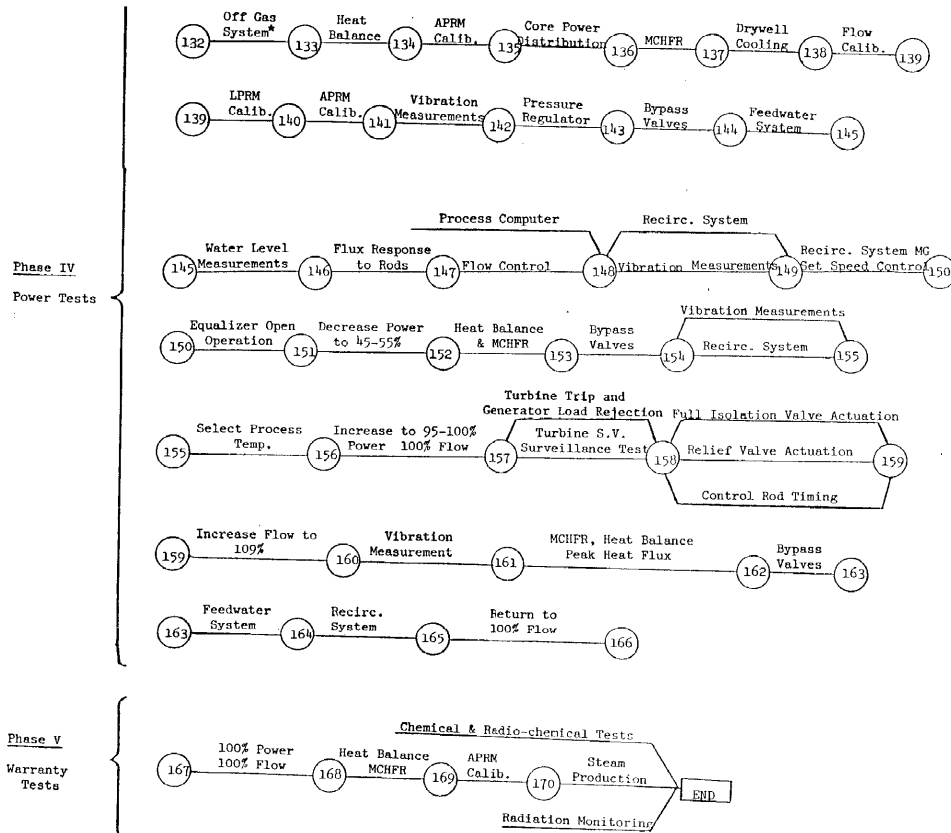 Off Gas Heat APRM Core Power Drywell Flow
System* Balance Calib. Distribution MCHFR Cooling Calib.
132 133 134 135 136 137 138 139
LPRM APRM Vibration Pressure Bypass Feedwater
Calib. Calib. Measurements Regulator Valves System
139 140 141 142 143 144 145
Process Computer Recirc. System
Phase IV
Power Tests
Water Level Flux Response Recirc. System MG
Measurements to Rods Flow Control Vibration Measurements Set Speed Control
145 146 147 148 149 150
Vibration Measurements
Equalizer Open Decrease Power Heat Balance Bypass
Operation to 45-55% & MCHFR Valves Recirc. System
150 151 152 153 154 155
Turbine Trip and
Generator Load Rejection Full Isolation Valve Actuation
Select Process Increase to 95-100% Turbine S.V.
Temp. Power 100% Flow Surveillance Test Relief Valve Actuation
155 156 157 158 159
Control Rod Timing
Increase Flow to Vibration MCHFR, Heat Balance Bypass
109% Measurement Peak Heat Flux Valves
159 160 161 162 163
Feedwater Recirc. Return to
System System 100% Flow
163 164 165 166
Phase V
Warranty
Tests
Chemical & Radio-chemical Tests
100% Power Heat Balance APRM Steam
100% Flow MCHFR Calib. Production
167 168 169 170 END
Radiation Monitoring